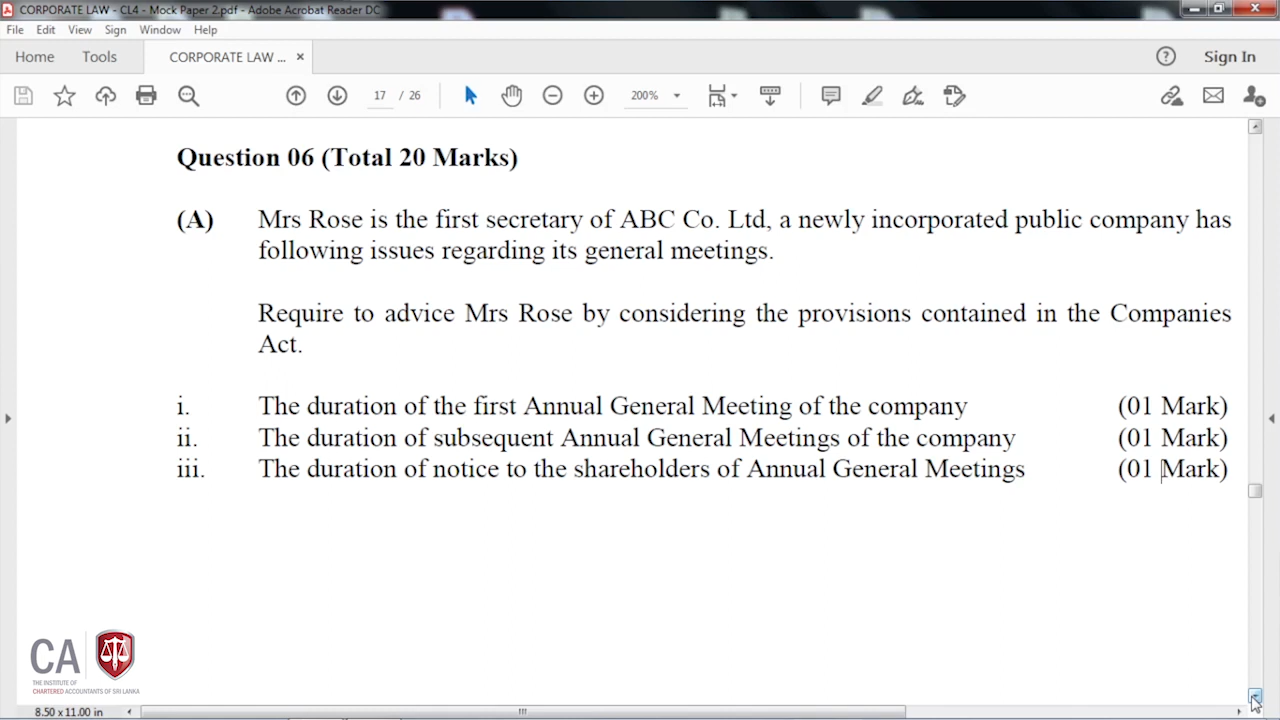 CORPORATE LAW - CL4 - Mock Paper 2.pdf - Adobe Acrobat Reader DC
File Edit View Sign Window Help
Home Tools CORPORATE LAW ... × ? Sign In
17 / 26 200%
Question 06 (Total 20 Marks)
(A) Mrs Rose is the first secretary of ABC Co. Ltd, a newly incorporated public company has
following issues regarding its general meetings.
Require to advice Mrs Rose by considering the provisions contained in the Companies
Act.
i. The duration of the first Annual General Meeting of the company (01 Mark)
ii. The duration of subsequent Annual General Meetings of the company (01 Mark)
iii. The duration of notice to the shareholders of Annual General Meetings (01 Mark)
CA
THE INSTITUTE OF
CHARTERED ACCOUNTANTS OF SRI LANKA
8.50 x 11.00 in